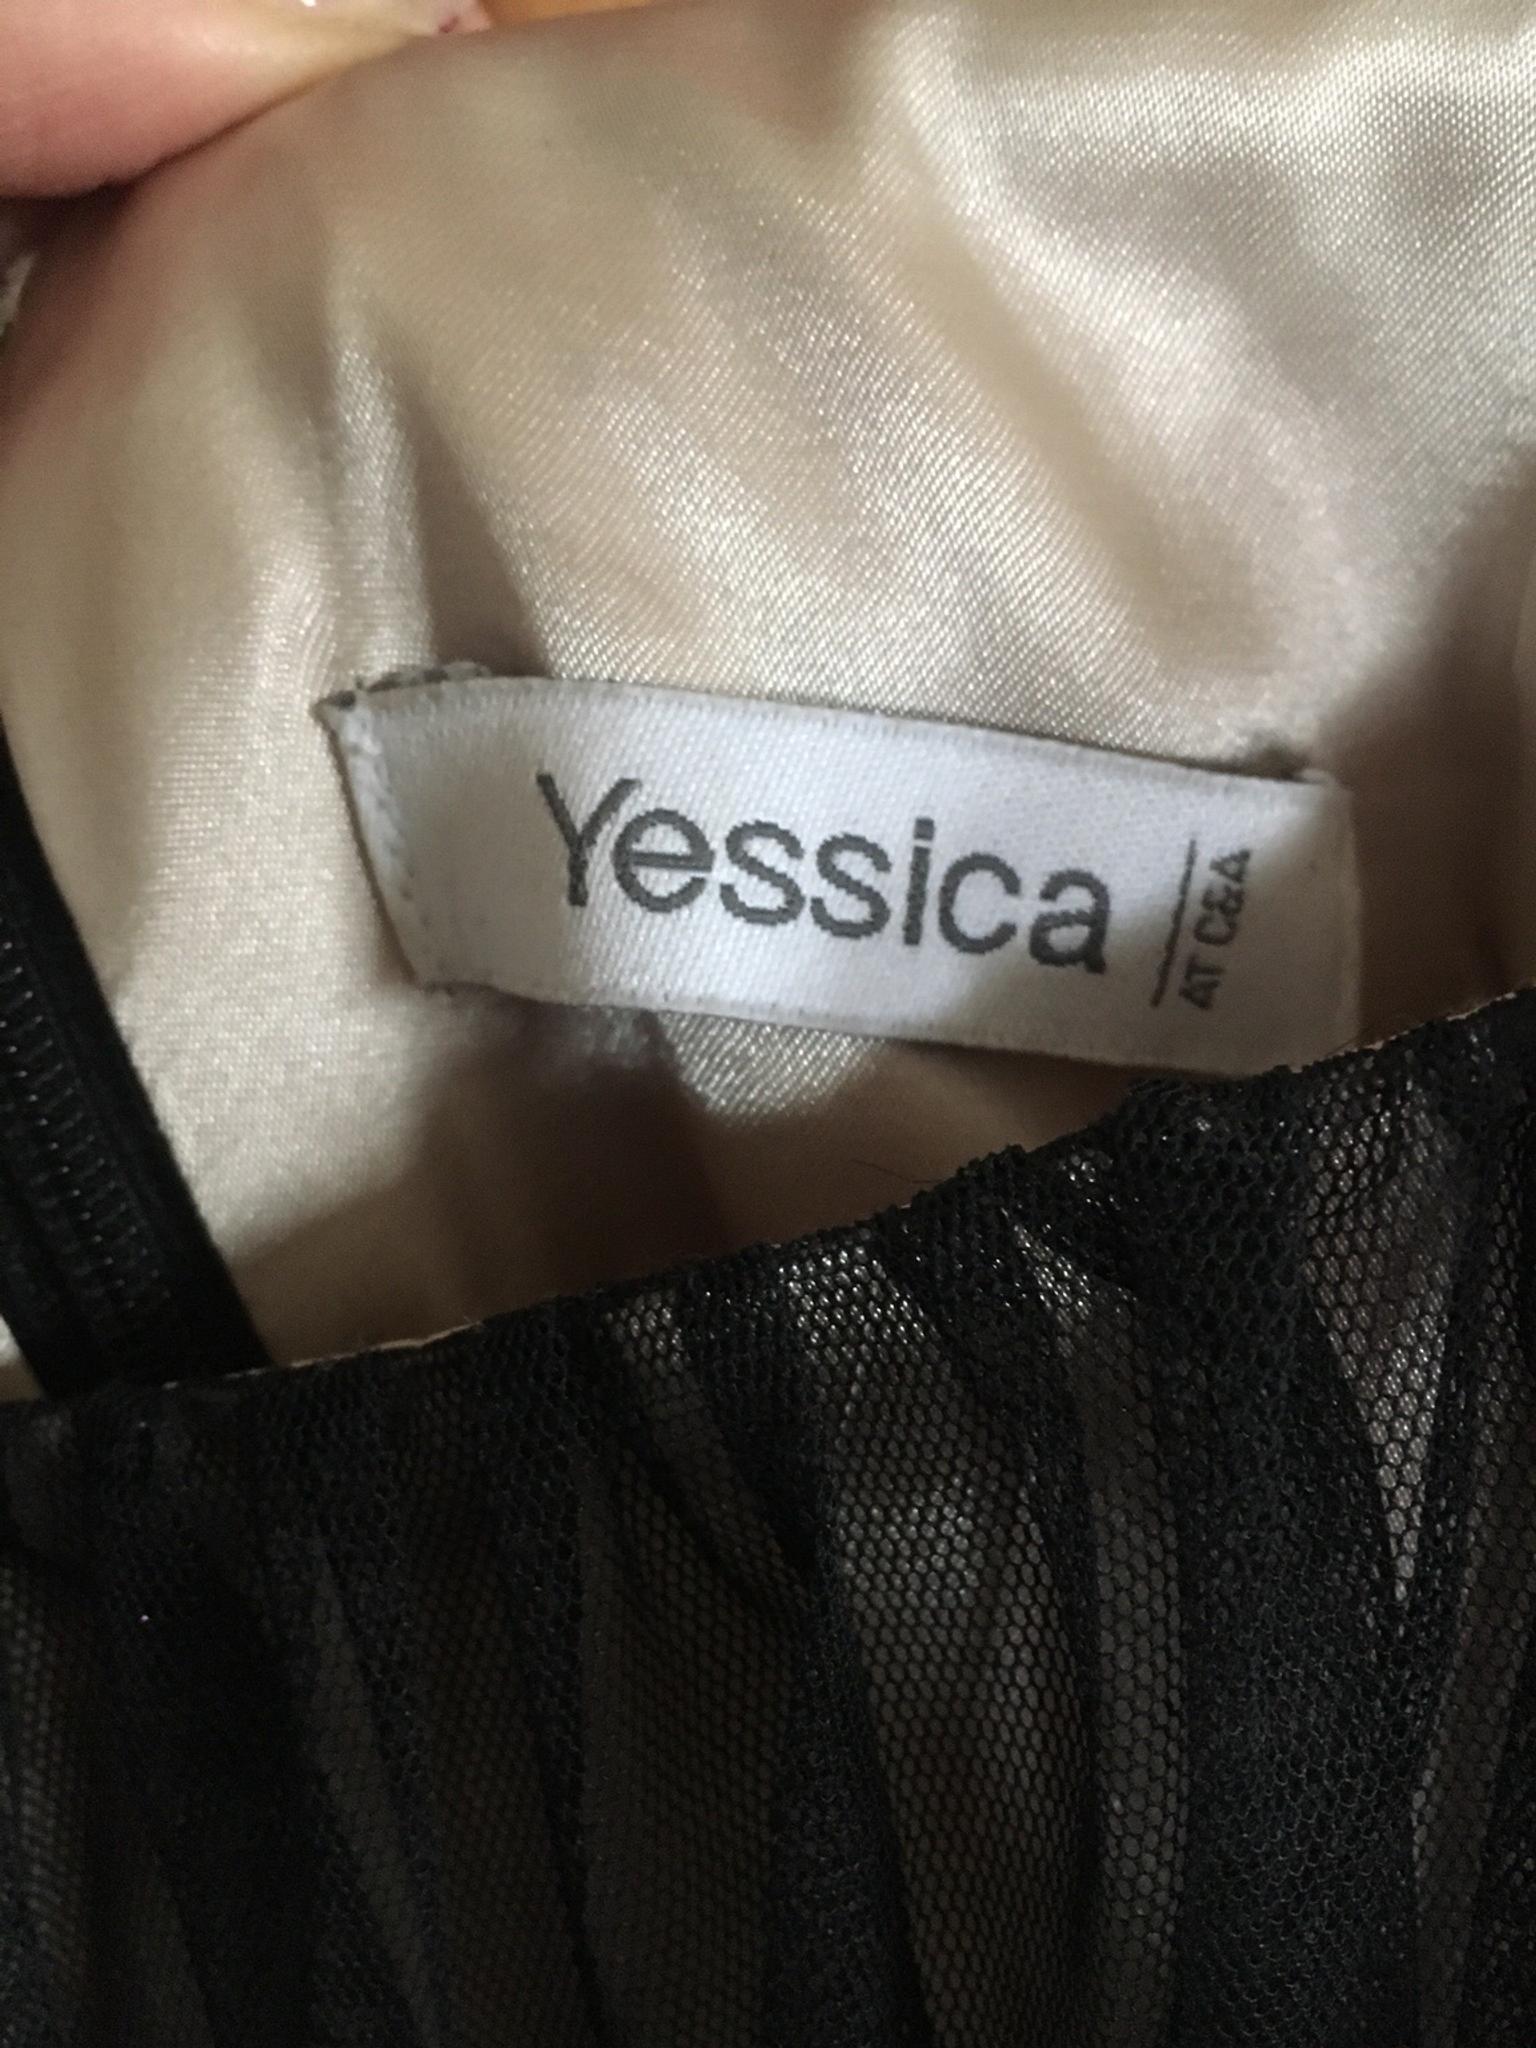 Yessica
AT C&A